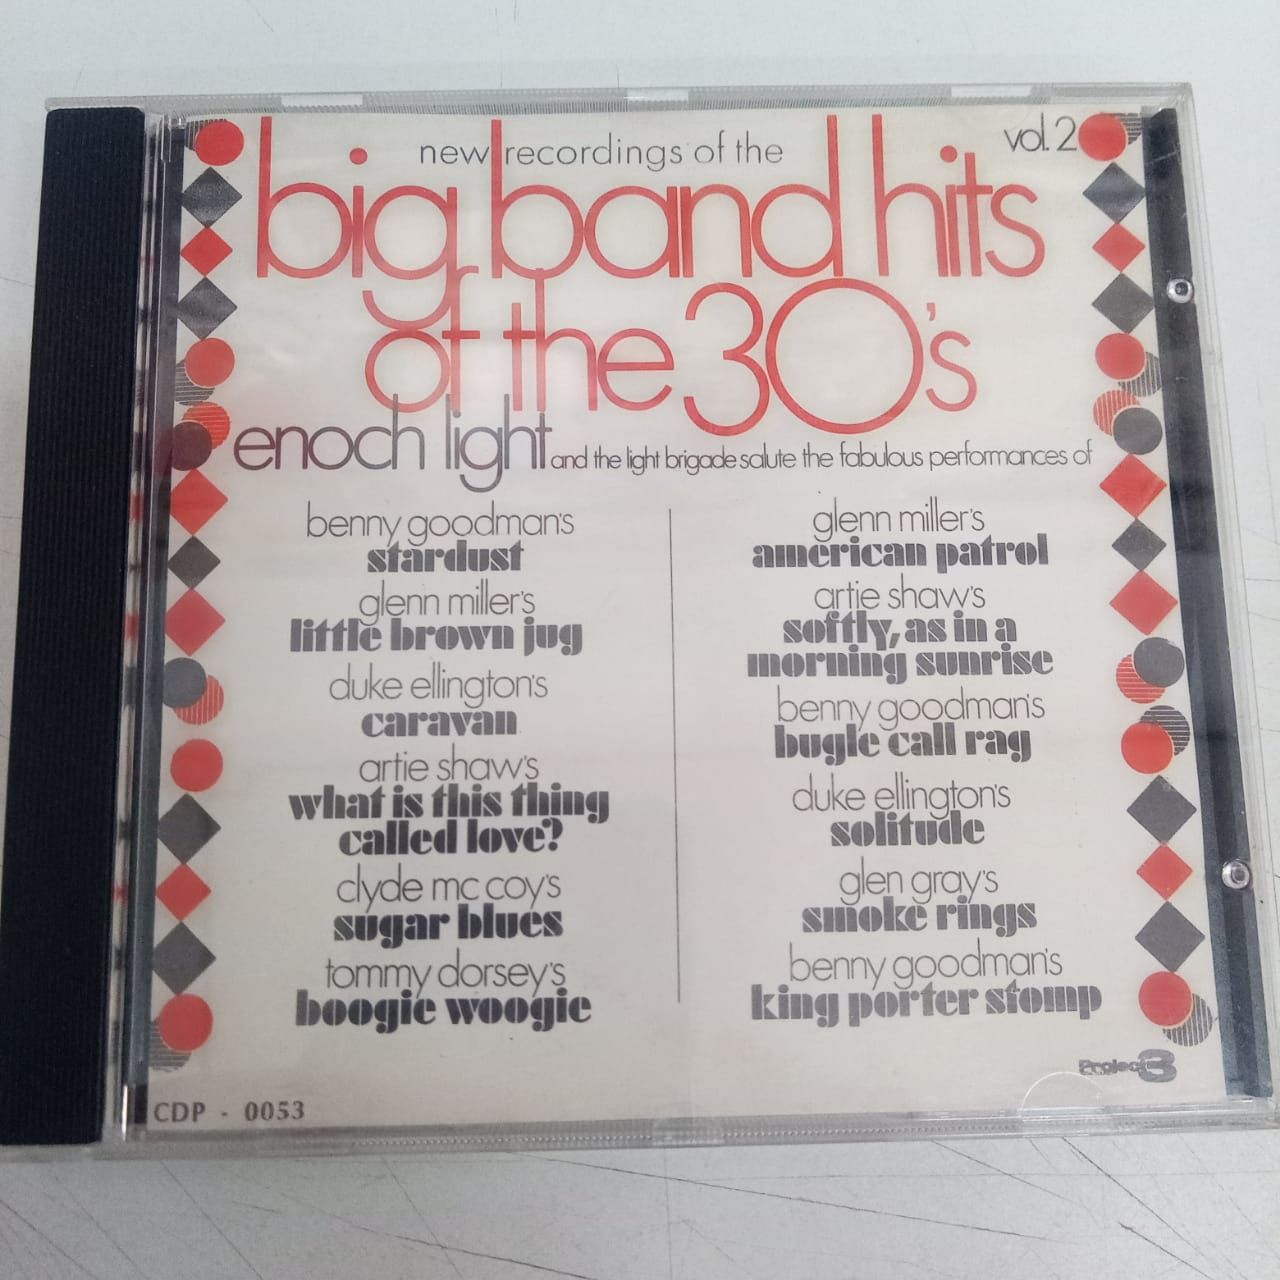 new recordings of the
vol. 2
big band hits
of the 30's
enoch light and the light brigade salute the fabulous performances of
benny goodman's
stardust
glenn miller's
little brown jug
duke ellington's
caravan
artie shaw's
what is this thing
called love?
clyde mc coy's
sugar blues
tommy dorsey's
boogie woogie
glenn miller's
american patrol
artie shaw's
softly, as in a
morning sunrise
benny goodman's
bugle call rag
duke ellington's
solitude
glen gray's
smoke rings
benny goodman's
king porter stomp
Project 3
CDP - 0053